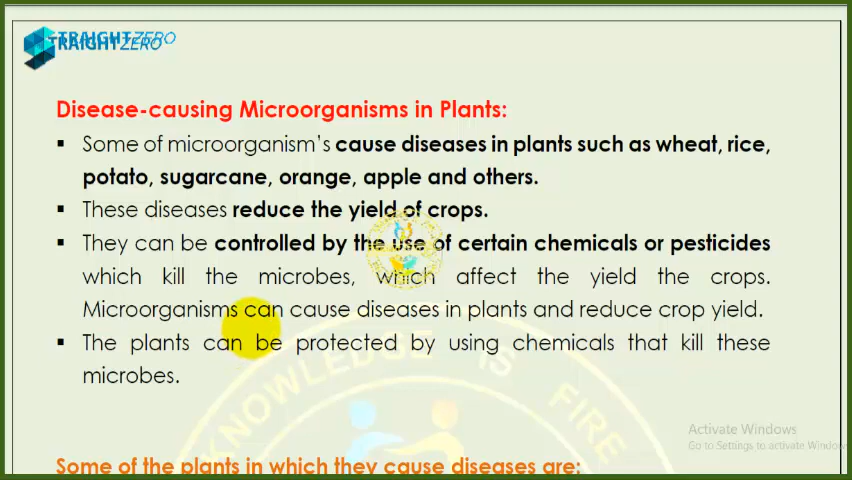 TRAIGHTZERO
TRAIGHTZERO
Disease-causing Microorganisms in Plants:
▪ Some of microorganism's cause diseases in plants such as wheat, rice,
potato, sugarcane, orange, apple and others.
▪ These diseases reduce the yield of crops.
▪ They can be controlled by the use of certain chemicals or pesticides
which kill the microbes, which affect the yield the crops.
Microorganisms can cause diseases in plants and reduce crop yield.
▪ The plants can be protected by using chemicals that kill these
microbes.
KNOWLEDGE IS FIRE
Activate Windows
Go to Settings to activate Windows
Some of the plants in which they cause diseases are: